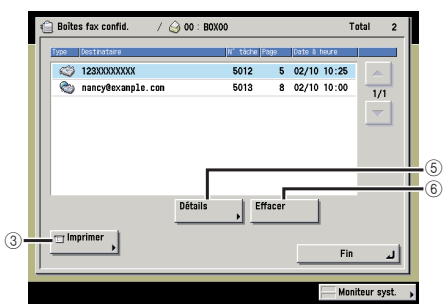 Boîtes fax confid. / 00 : BOX00 Total 2
Type Destinataire N° tâche Page Date & heure
123XXXXXXX 5012 5 02/10 10:25
nancy@example.com 5013 8 02/10 10:00
1/1
⑤
Détails Effacer
⑥
③ Imprimer
Fin
Moniteur syst.